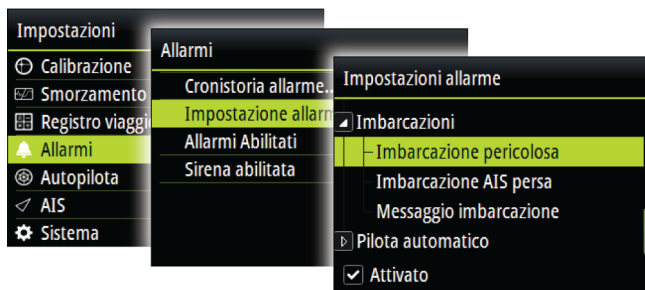 Impostazioni
Calibrazione
Smorzamento
Registro viaggi
Allarmi
Autopilota
AIS
Sistema
Allarmi
Cronistoria allarme..
Impostazione allarn
Allarmi Abilitati
Sirena abilitata
Impostazioni allarme
Imbarcazioni
Imbarcazione pericolosa
Imbarcazione AIS persa
Messaggio imbarcazione
Pilota automatico
Attivato